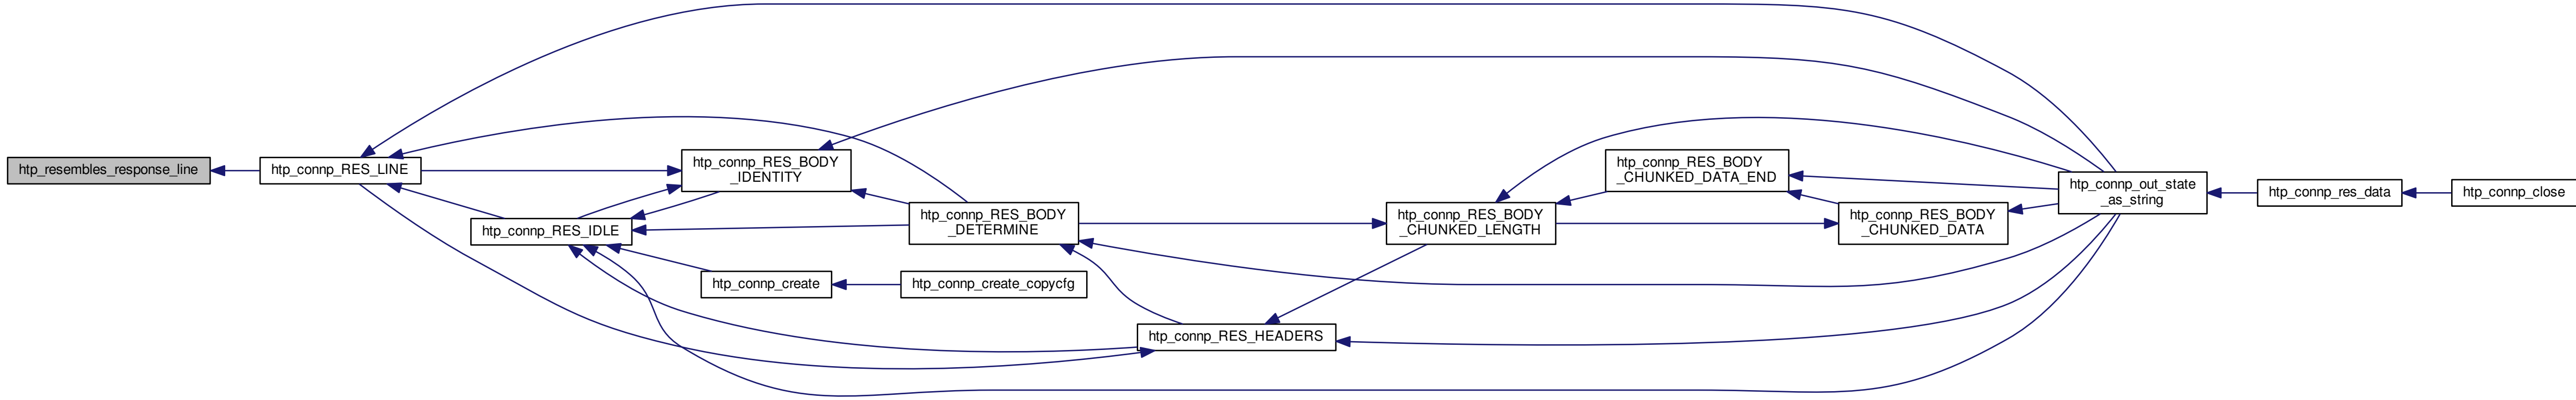 htp_resembles_response_line
htp_connp_RES_LINE
htp_connp_RES_BODY
_IDENTITY
htp_connp_RES_IDLE
htp_connp_RES_BODY
_DETERMINE
htp_connp_create
htp_connp_create_copycfg
htp_connp_RES_HEADERS
htp_connp_RES_BODY
_CHUNKED_LENGTH
htp_connp_RES_BODY
_CHUNKED_DATA_END
htp_connp_RES_BODY
_CHUNKED_DATA
htp_connp_out_state
_as_string
htp_connp_res_data
htp_connp_close